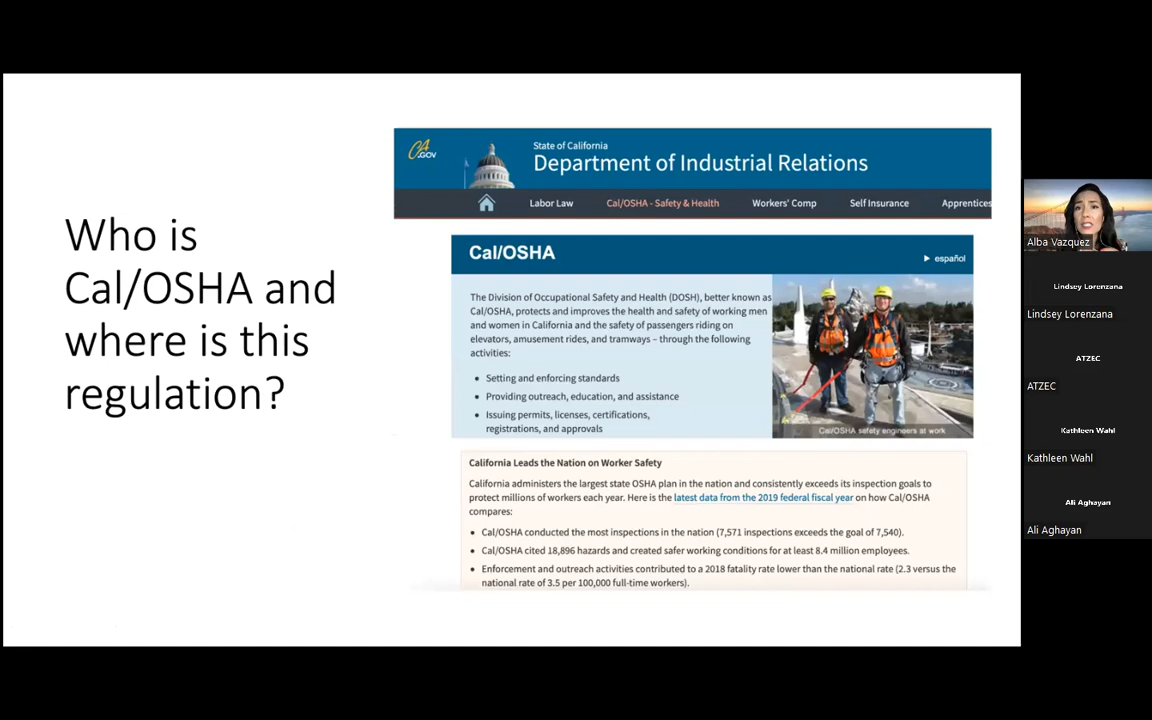 Who is
Cal/OSHA and
where is this
regulation?
CA
.GOV
State of California
Department of Industrial Relations
Labor Law Cal/OSHA - Safety & Health Workers' Comp Self Insurance Apprentices
Cal/OSHA
español
The Division of Occupational Safety and Health (DOSH), better known as
Cal/OSHA, protects and improves the health and safety of working men
and women in California and the safety of passengers riding on
elevators, amusement rides, and tramways – through the following
activities:
• Setting and enforcing standards
• Providing outreach, education, and assistance
• Issuing permits, licenses, certifications,
registrations, and approvals
Cal/OSHA safety engineers at work
California Leads the Nation on Worker Safety
California administers the largest state OSHA plan in the nation and consistently exceeds its inspection goals to
protect millions of workers each year. Here is the latest data from the 2019 federal fiscal year on how Cal/OSHA
compares:
• Cal/OSHA conducted the most inspections in the nation (7,571 inspections exceeds the goal of 7,540).
• Cal/OSHA cited 18,896 hazards and created safer working conditions for at least 8.4 million employees.
• Enforcement and outreach activities contributed to a 2018 fatality rate lower than the national rate (2.3 versus the
national rate of 3.5 per 100,000 full-time workers).
Alba Vazquez
Lindsey Lorenzana
Lindsey Lorenzana
ATZEC
ATZEC
Kathleen Wahl
Kathleen Wahl
Ali Aghayan
Ali Aghayan